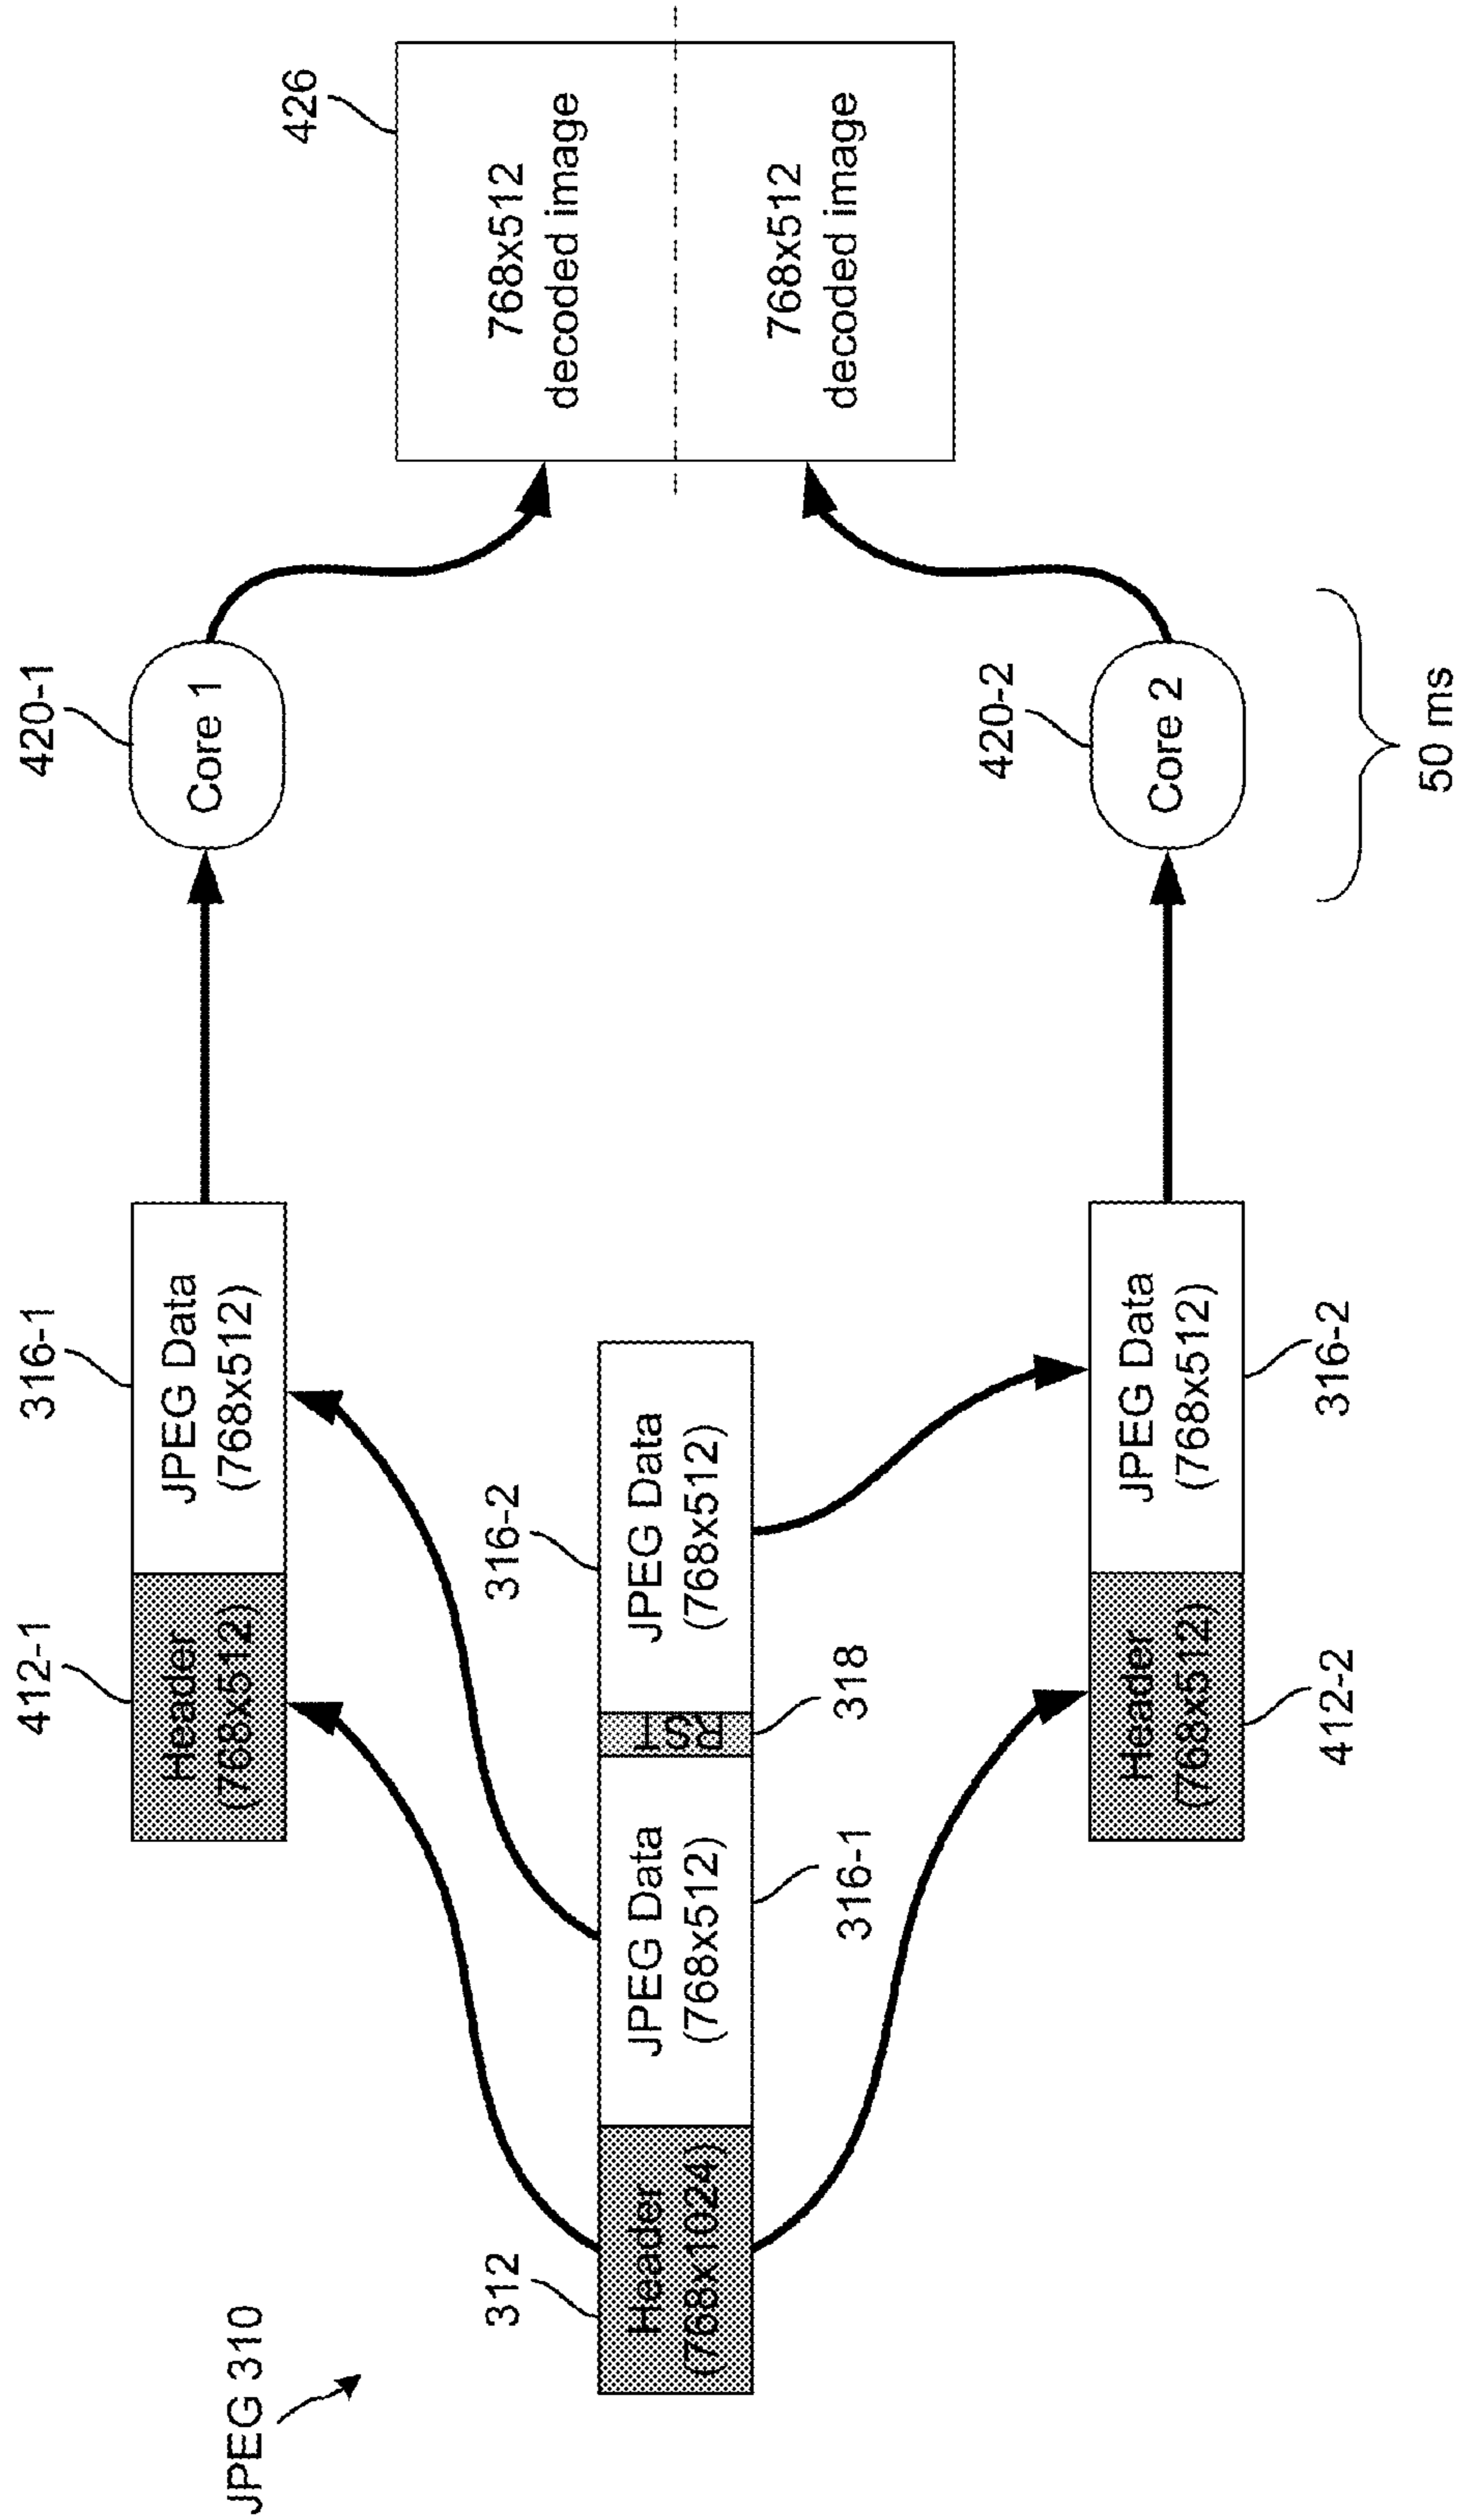 JPEG 310
312
Header
(768x1024)
JPEG Data
(768x512)
316-1
RST
318
JPEG Data
(768x512)
316-2
412-1
Header
(768x512)
316-1
JPEG Data
(768x512)
Header
(768x512)
412-2
JPEG Data
(768x512)
316-2
420-1
Core 1
420-2
Core 2
50 ms
426
768x512
decoded image
768x512
decoded image